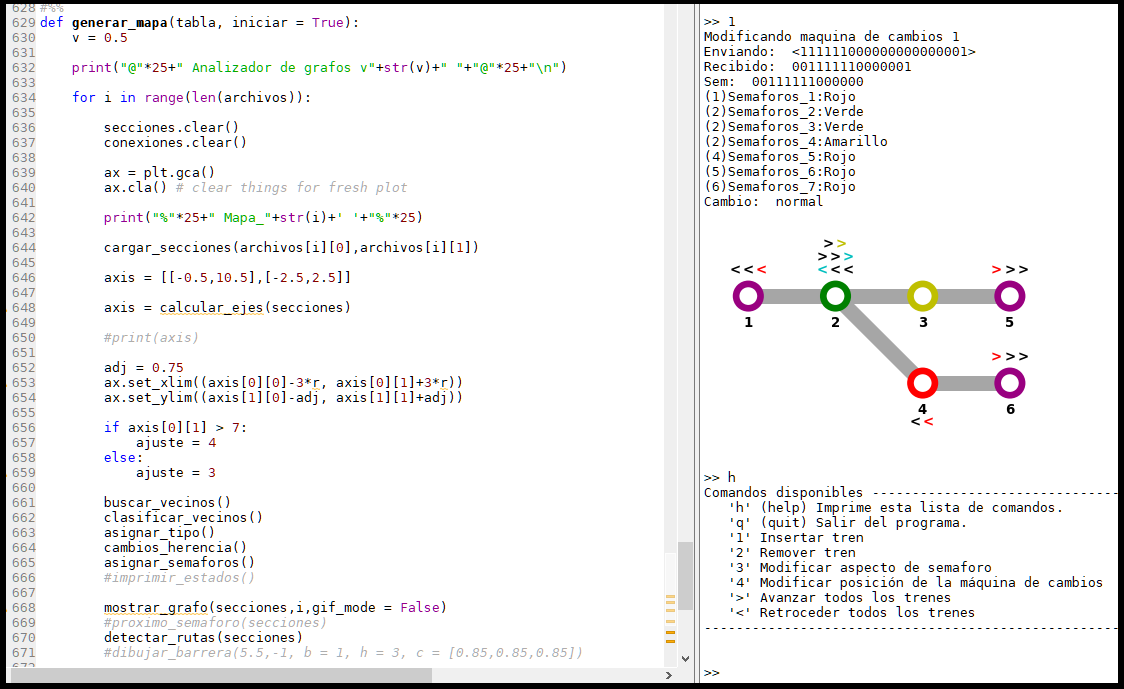 628 #%%
629 def generar_mapa(tabla, iniciar = True):
630     v = 0.5
631
632     print("@"*25+" Analizador de grafos v"+str(v)+" "+"@"*25+"\n")
633
634     for i in range(len(archivos)):
635
636         secciones.clear()
637         conexiones.clear()
638
639         ax = plt.gca()
640         ax.cla() # clear things for fresh plot
641
642         print("%"*25+" Mapa_"+str(i)+' '+"%"*25)
643
644         cargar_secciones(archivos[i][0],archivos[i][1])
645
646         axis = [[-0.5,10.5],[-2.5,2.5]]
647
648         axis = calcular_ejes(secciones)
649
650         #print(axis)
651
652         adj = 0.75
653         ax.set_xlim((axis[0][0]-3*r, axis[0][1]+3*r))
654         ax.set_ylim((axis[1][0]-adj, axis[1][1]+adj))
655
656         if axis[0][1] > 7:
657             ajuste = 4
658         else:
659             ajuste = 3
660
661         buscar_vecinos()
662         clasificar_vecinos()
663         asignar_tipo()
664         cambios_herencia()
665         asignar_semaforos()
666         #imprimir_estados()
667
668         mostrar_grafo(secciones,i,gif_mode = False)
669         #proximo_semaforo(secciones)
670         detectar_rutas(secciones)
671         #dibujar_barrera(5.5,-1, b = 1, h = 3, c = [0.85,0.85,0.85])
>> 1
Modificando maquina de cambios 1
Enviando:  <111111000000000000001>
Recibido:  001111110000001
Sem:  00111111000000
(1)Semaforos_1:Rojo
(2)Semaforos_2:Verde
(2)Semaforos_3:Verde
(2)Semaforos_4:Amarillo
(4)Semaforos_5:Rojo
(5)Semaforos_6:Rojo
(6)Semaforos_7:Rojo
Cambio:  normal
>>
>>>
<<< <<< >>>
1 2 3 5
>>>
4 6
<<
>> h
Comandos disponibles -------------------------------
   'h' (help) Imprime esta lista de comandos.
   'q' (quit) Salir del programa.
   '1' Insertar tren
   '2' Remover tren
   '3' Modificar aspecto de semaforo
   '4' Modificar posición de la máquina de cambios
   '>' Avanzar todos los trenes
   '<' Retroceder todos los trenes
----------------------------------------------------
>>